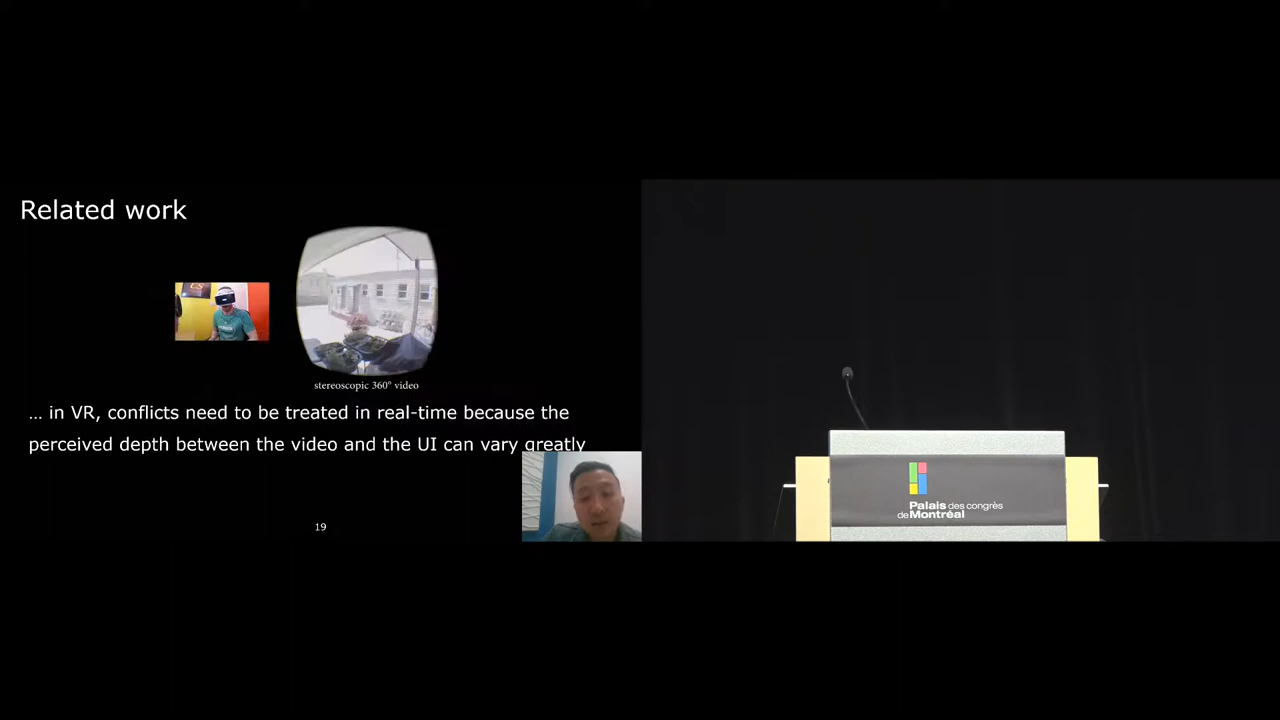 Related work
CS
stereoscopic 360° video
… in VR, conflicts need to be treated in real-time because the
perceived depth between the video and the UI can vary greatly
19
Palais des congrès
de Montréal